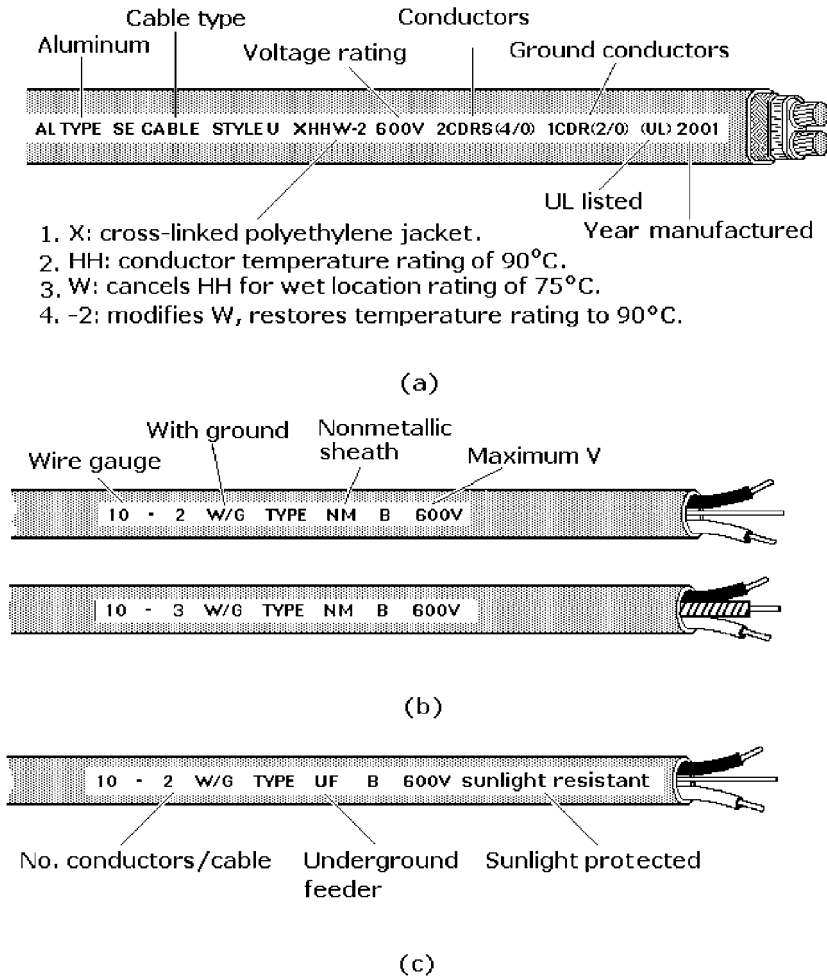 Cable type
Conductors
Aluminum
Voltage rating
Ground conductors
AL TYPE SE CABLE STYLE U XHHW-2 600V 2CDRS(4/0) 1CDR(2/0) (UL) 2001
UL listed
Year manufactured
1. X: cross-linked polyethylene jacket.
2. HH: conductor temperature rating of 90°C.
3. W: cancels HH for wet location rating of 75°C.
4. -2: modifies W, restores temperature rating to 90°C.
(a)
With ground
Nonmetallic
sheath
Wire gauge
Maximum V
10 - 2 W/G TYPE NM B 600V
10 - 3 W/G TYPE NM B 600V
(b)
10 - 2 W/G TYPE UF B 600V sunlight resistant
No. conductors/cable
Underground
feeder
Sunlight protected
(c)